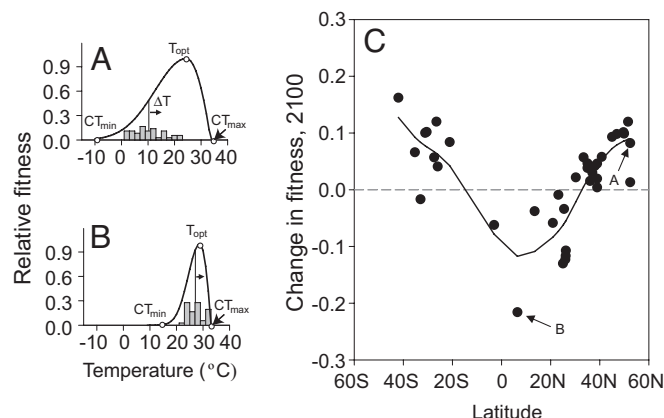 A
Topt
0.9
0.6
ΔT
CTmin
CTmax
0.3
0.0
-10 0 10 20 30 40
Relative fitness
B
Topt
0.9
0.6
0.3
CTmin
CTmax
0.0
-10 0 10 20 30 40
Temperature (°C)
C
Change in fitness, 2100
0.3
0.2
0.1
0.0
-0.1
-0.2
-0.3
A
B
60S 40S 20S 0 20N 40N 60N
Latitude